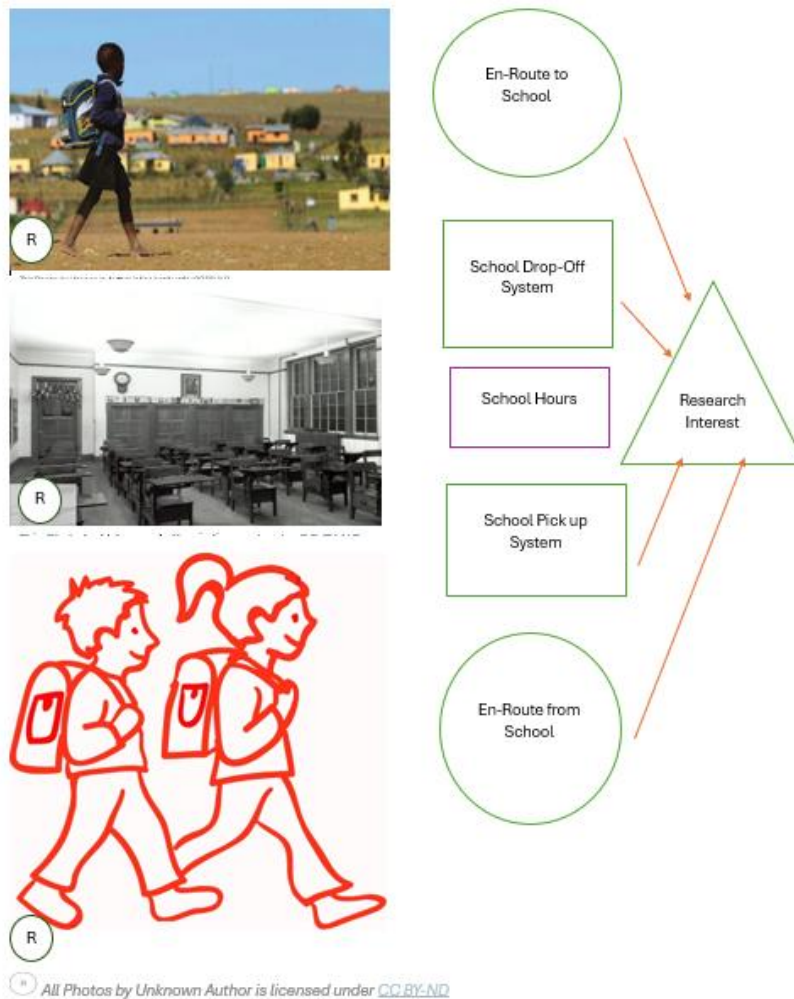 R
R
R
All Photos by Unknown Author is licensed under CC BY-ND
En-Route to
School
School Drop-Off
System
School Hours
School Pick up
System
En-Route from
School
Research
Interest